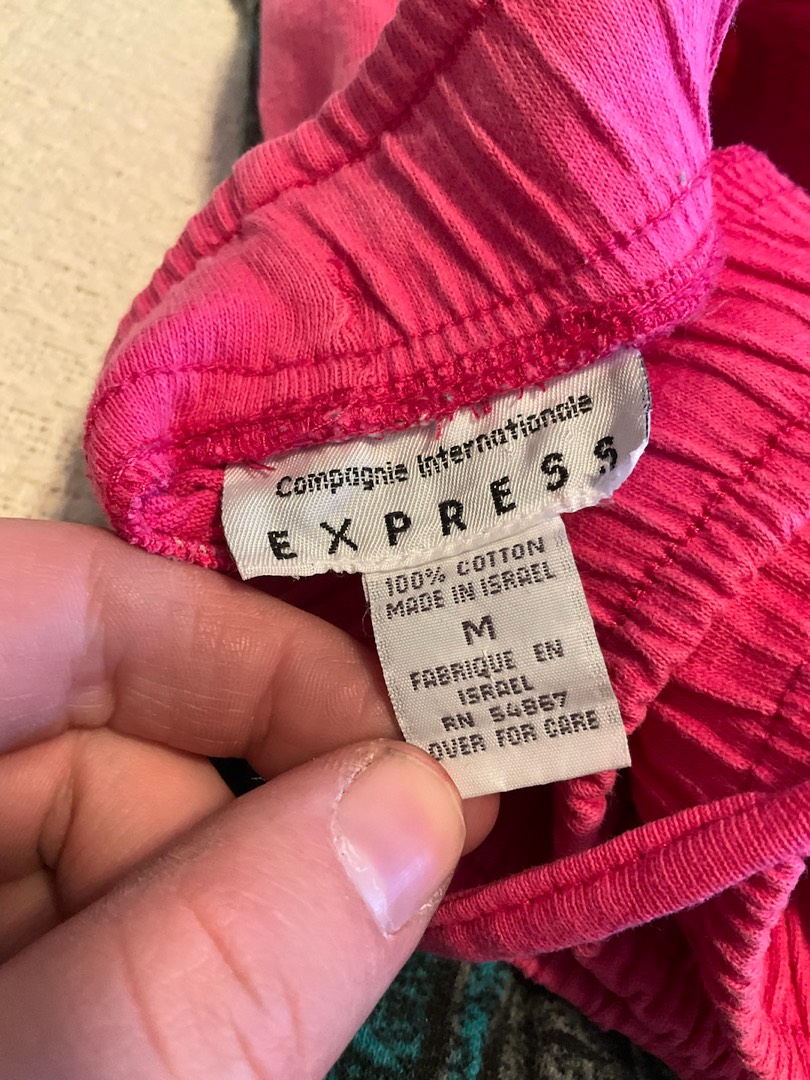 Compagnie Internationale
EXPRESS
100% COTTON
MADE IN ISRAEL
M
FABRIQUE EN
ISRAEL
RN 54867
OVER FOR CARE